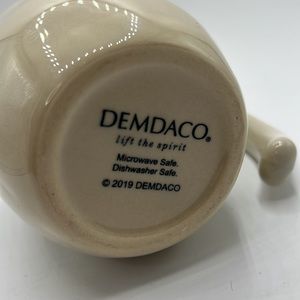 DEMDACO®
lift the spirit
Microwave Safe.
Dishwasher Safe.
© 2019 DEMDACO